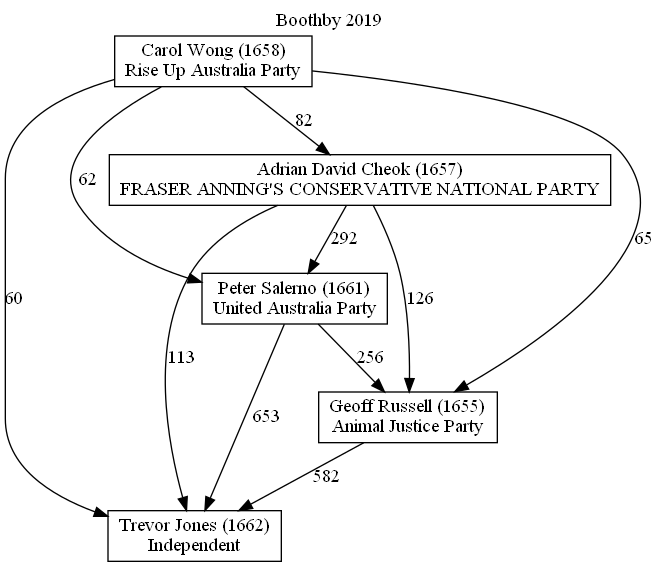 Boothby 2019
Carol Wong (1658)
Rise Up Australia Party
82
Adrian David Cheok (1657)
FRASER ANNING'S CONSERVATIVE NATIONAL PARTY
62
292
65
Peter Salerno (1661)
United Australia Party
60
126
113
256
Geoff Russell (1655)
Animal Justice Party
653
582
Trevor Jones (1662)
Independent